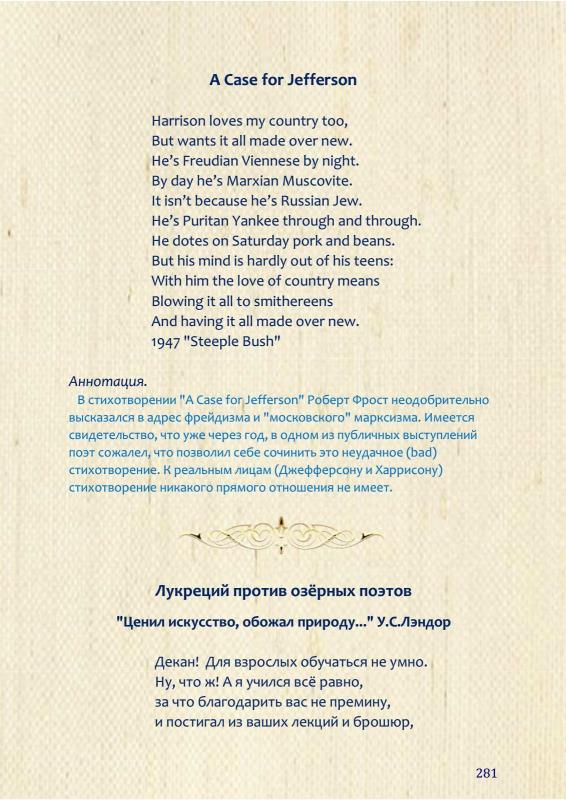 A Case for Jefferson
Harrison loves my country too,
But wants it all made over new.
He’s Freudian Viennese by night.
By day he’s Marxian Muscovite.
It isn’t because he’s Russian Jew.
He’s Puritan Yankee through and through.
He dotes on Saturday pork and beans.
But his mind is hardly out of his teens:
With him the love of country means
Blowing it all to smithereens
And having it all made over new.
1947 "Steeple Bush"
Аннотация.
В стихотворении "A Case for Jefferson" Роберт Фрост неодобрительно
высказался в адрес фрейдизма и "московского" марксизма. Имеется
свидетельство, что уже через год, в одном из публичных выступлений
поэт сожалел, что позволил себе сочинить это неудачное (bad)
стихотворение. К реальным лицам (Джефферсону и Харрисону)
стихотворение никакого прямого отношения не имеет.
Лукреций против озёрных поэтов
"Ценил искусство, обожал природу..." У.С.Лэндор
Декан! Для взрослых обучаться не умно.
Ну, что ж! А я учился всё равно,
за что благодарить вас не премину,
и постигал из ваших лекций и брошюр,
281